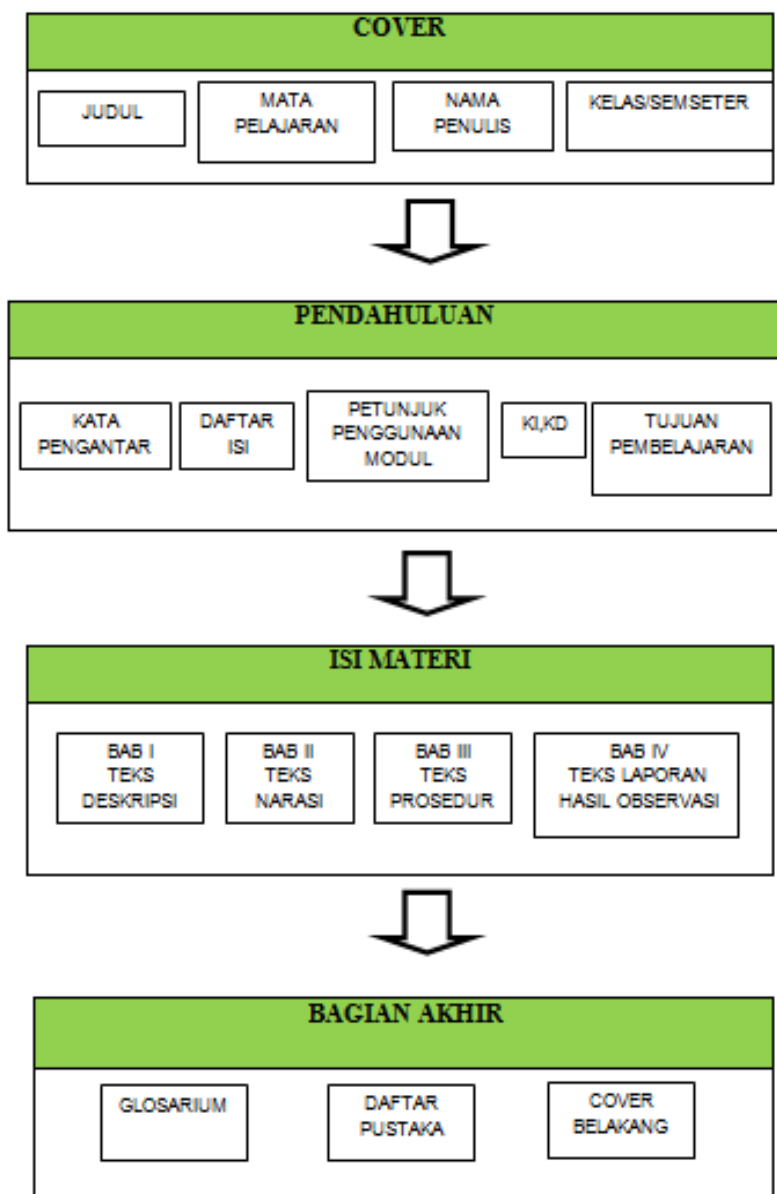 COVER
JUDUL
MATA
PELAJARAN
NAMA
PENULIS
KELAS/SEMSETER
PENDAHULUAN
KATA
PENGANTAR
DAFTAR
ISI
PETUNJUK
PENGGUNAAN
MODUL
KI,KD
TUJUAN
PEMBELAJARAN
ISI MATERI
BAB I
TEKS
DESKRIPSI
BAB II
TEKS
NARASI
BAB III
TEKS
PROSEDUR
BAB IV
TEKS LAPORAN
HASIL OBSERVASI
BAGIAN AKHIR
GLOSARIUM
DAFTAR
PUSTAKA
COVER
BELAKANG